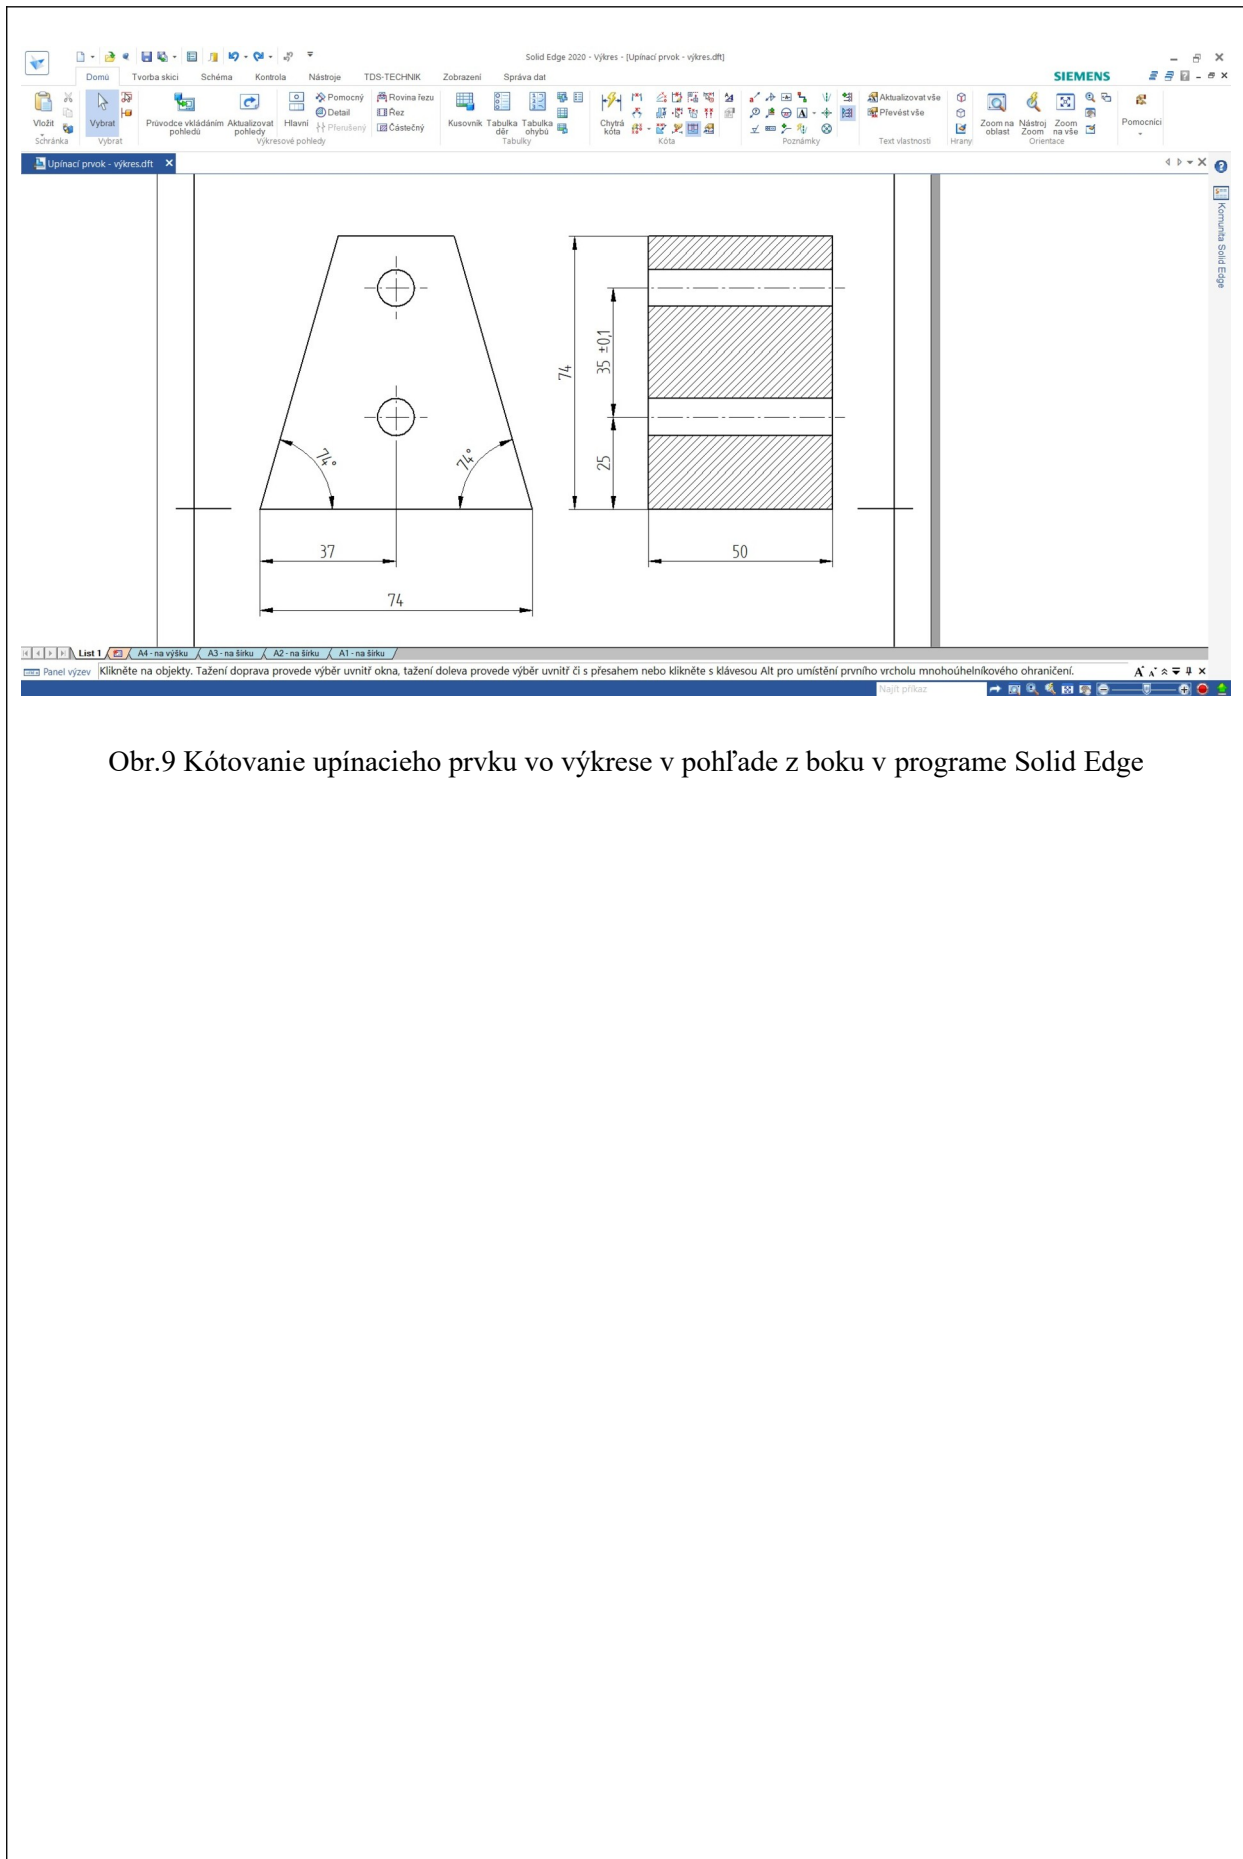 Solid Edge 2020 - Výkres - [Upínací prvok - výkres.dft]
Domů Tvorba skici Schéma Kontrola Nástroje TDS-TECHNIK Zobrazení Správa dat SIEMENS
Vložit
Schránka
Vybrat
Vybrat
Průvodce vkládáním pohledů
Aktualizovat pohledy
Hlavní
Pomocný
Detail
Přerušený
Rovina řezu
Řez
Částečný
Výkresové pohledy
Kusovník
Tabulka děr
Tabulka ohybů
Tabulky
Chytrá kóta
Kóta
Poznámky
Aktualizovat vše
Převést vše
Text vlastnosti
Hrany
Zoom na oblast
Nástroj Zoom
Zoom na vše
Orientace
Pomocníci
Upínací prvok - výkres.dft
Komunita Solid Edge
74°
74°
37
74
74
35 ±0,1
25
50
List 1 A4 - na výšku A3 - na šířku A2 - na šířku A1 - na šířku
Panel výzev Klikněte na objekty. Tažení doprava provede výběr uvnitř okna, tažení doleva provede výběr uvnitř či s přesahem nebo klikněte s klávesou Alt pro umístění prvního vrcholu mnohoúhelníkového ohraničení.
Najít příkaz
Obr.9 Kótovanie upínacieho prvku vo výkrese v pohľade z boku v programe Solid Edge